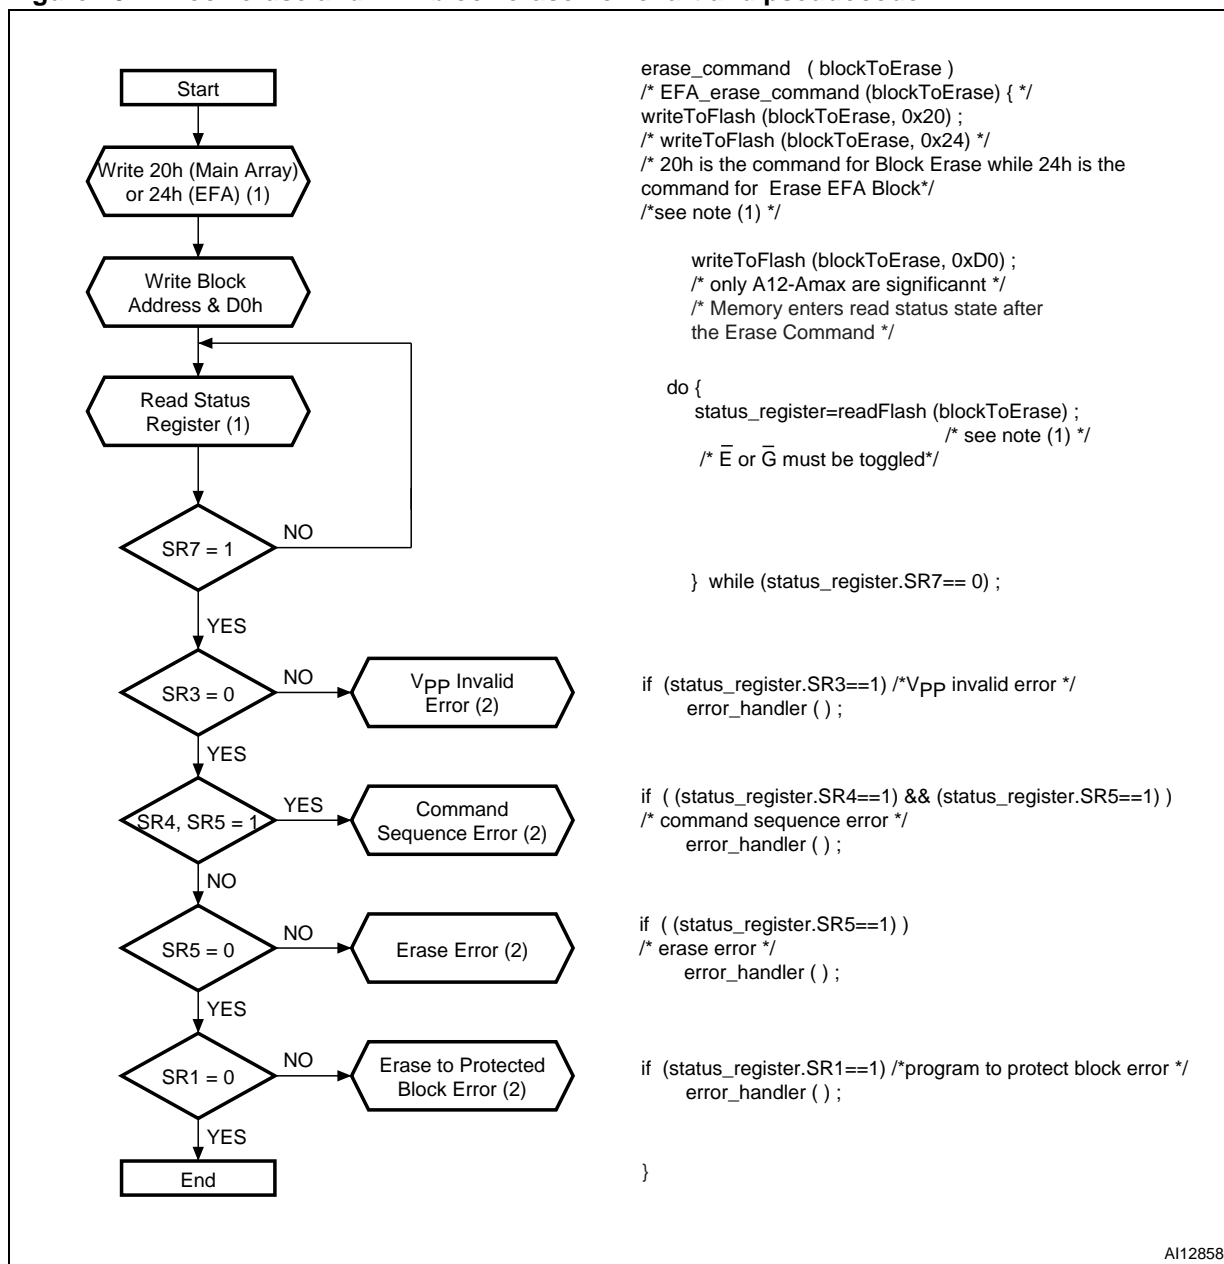 Start
Write 20h (Main Array)
or 24h (EFA) (1)
Write Block
Address & D0h
Read Status
Register (1)
NO
SR7 = 1
YES
SR3 = 0
NO
VPP Invalid
Error (2)
YES
SR4, SR5 = 1
YES
Command
Sequence Error (2)
NO
SR5 = 0
NO
Erase Error (2)
YES
SR1 = 0
NO
Erase to Protected
Block Error (2)
YES
End
erase_command ( blockToErase )
/* EFA_erase_command (blockToErase) { */
writeToFlash (blockToErase, 0x20) ;
/* writeToFlash (blockToErase, 0x24) */
/* 20h is the command for Block Erase while 24h is the
command for Erase EFA Block*/
/*see note (1) */
writeToFlash (blockToErase, 0xD0) ;
/* only A12-Amax are significannt */
/* Memory enters read status state after
the Erase Command */
do {
status_register=readFlash (blockToErase) ;
/* see note (1) */
/* E̅ or G̅ must be toggled*/
} while (status_register.SR7== 0) ;
if (status_register.SR3==1) /*VPP invalid error */
error_handler ( ) ;
if ( (status_register.SR4==1) && (status_register.SR5==1) )
/* command sequence error */
error_handler ( ) ;
if ( (status_register.SR5==1) )
/* erase error */
error_handler ( ) ;
if (status_register.SR1==1) /*program to protect block error */
error_handler ( ) ;
}
AI12858